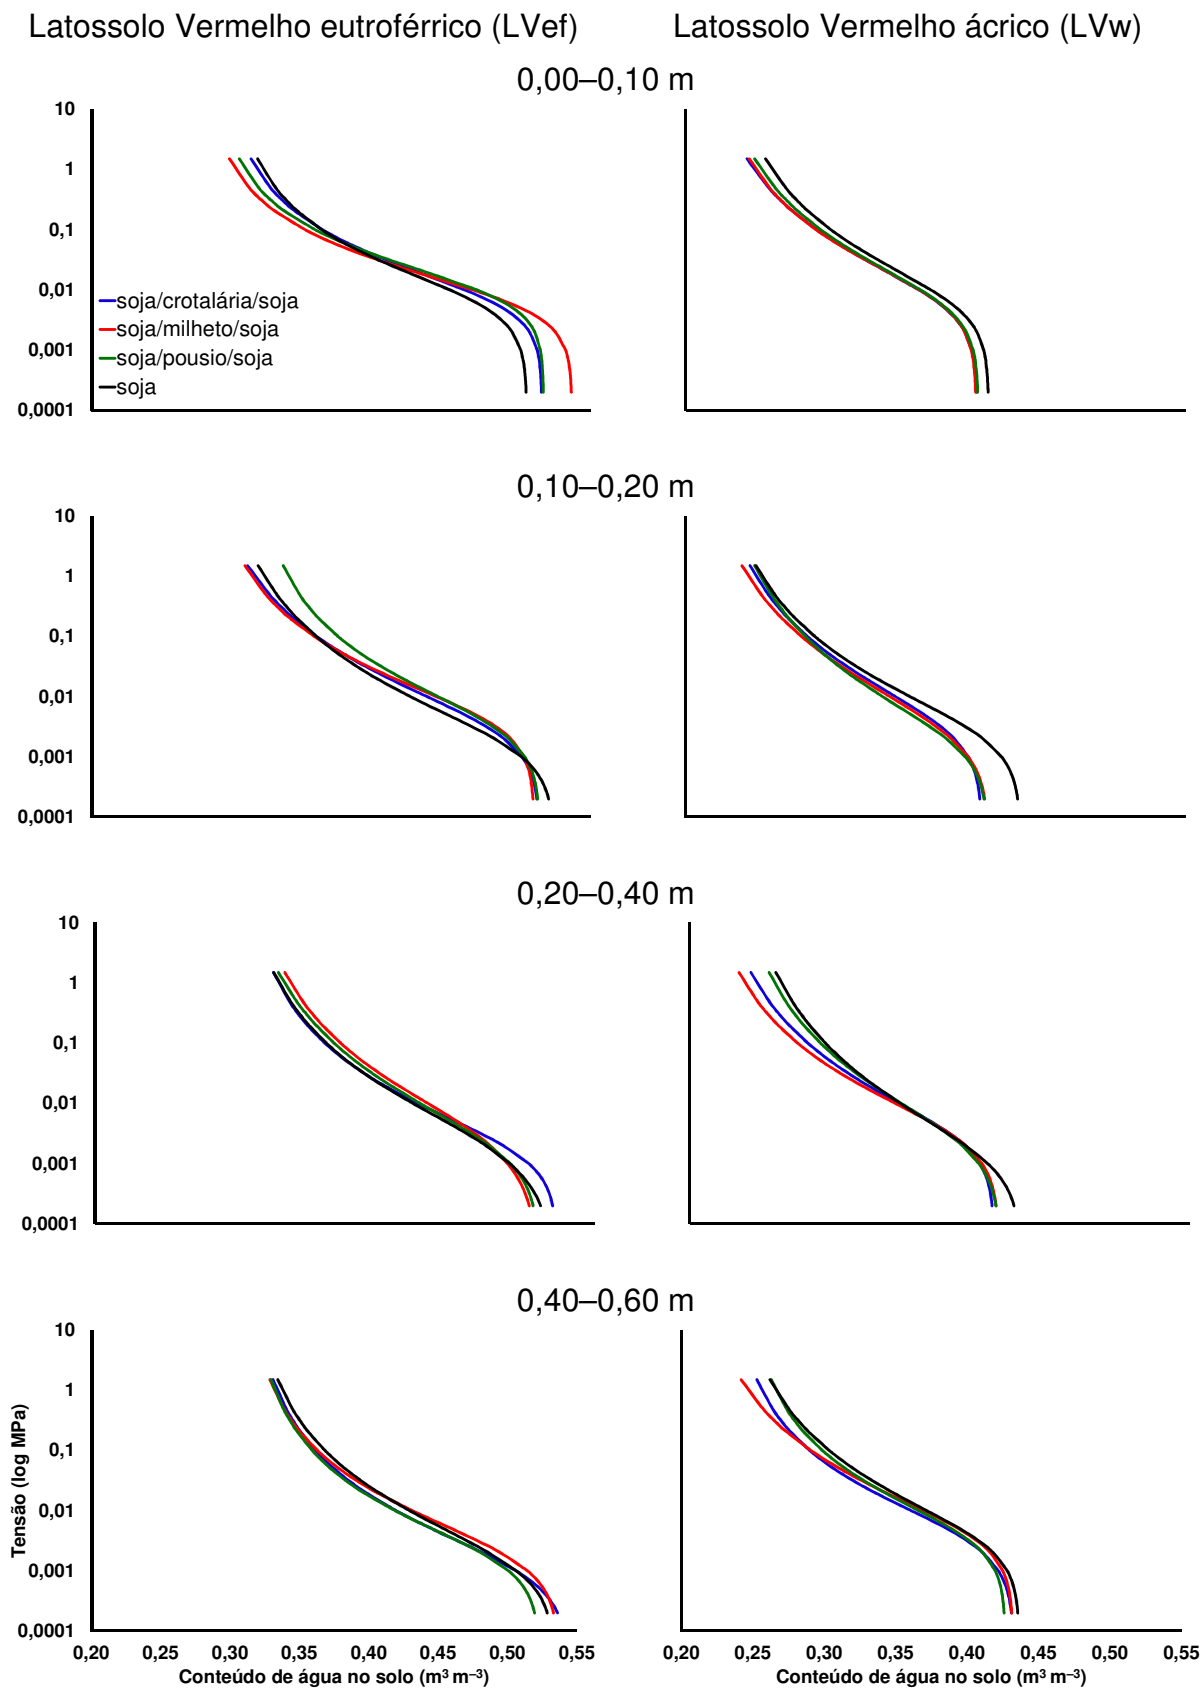 Latossolo Vermelho eutroférrico (LVef)
Latossolo Vermelho ácrico (LVw)
0,00–0,10 m
10
1
0,1
0,01
0,001
0,0001
soja/crotalária/soja
soja/milheto/soja
soja/pousio/soja
soja
0,10–0,20 m
10
1
0,1
0,01
0,001
0,0001
0,20–0,40 m
10
1
0,1
0,01
0,001
0,0001
0,40–0,60 m
10
1
0,1
0,01
0,001
0,0001
Tensão (log MPa)
0,20 0,25 0,30 0,35 0,40 0,45 0,50 0,55
Conteúdo de água no solo (m³ m⁻³)
0,20 0,25 0,30 0,35 0,40 0,45 0,50 0,55
Conteúdo de água no solo (m³ m⁻³)